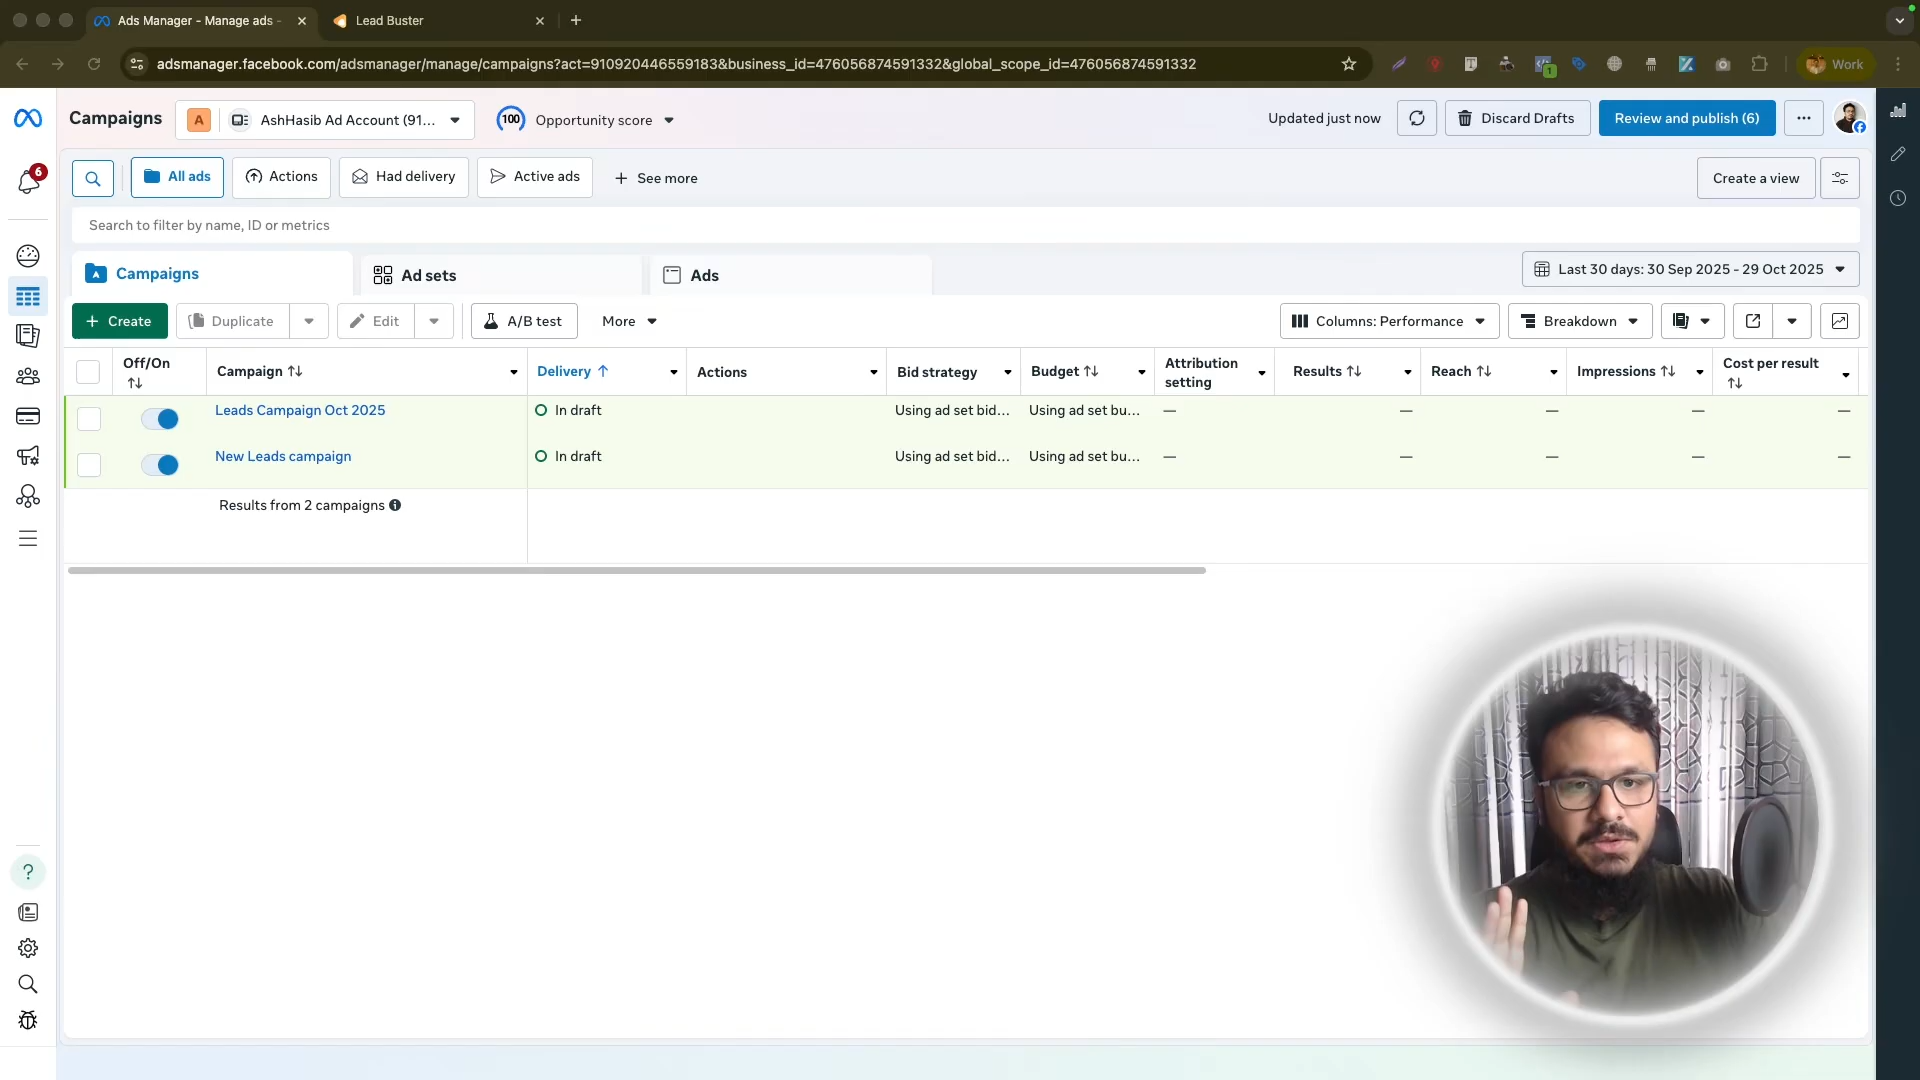 Ads Manager - Manage ads -
Lead Buster
adsmanager.facebook.com/adsmanager/manage/campaigns?act=910920446559183&business_id=476056874591332&global_scope_id=476056874591332
1
Work
Campaigns
A
AshHasib Ad Account (91...
100
Opportunity score
Updated just now
Discard Drafts
Review and publish (6)
6
All ads
Actions
Had delivery
Active ads
See more
Create a view
Search to filter by name, ID or metrics
Campaigns
Ad sets
Ads
Last 30 days: 30 Sep 2025 - 29 Oct 2025
Create
Duplicate
Edit
A/B test
More
Columns: Performance
Breakdown
Off/On
Campaign
Delivery
Actions
Bid strategy
Budget
Attribution setting
Results
Reach
Impressions
Cost per result
Leads Campaign Oct 2025
In draft
Using ad set bid...
Using ad set bu...
—
—
—
—
—
New Leads campaign
In draft
Using ad set bid...
Using ad set bu...
—
—
—
—
—
Results from 2 campaigns
?